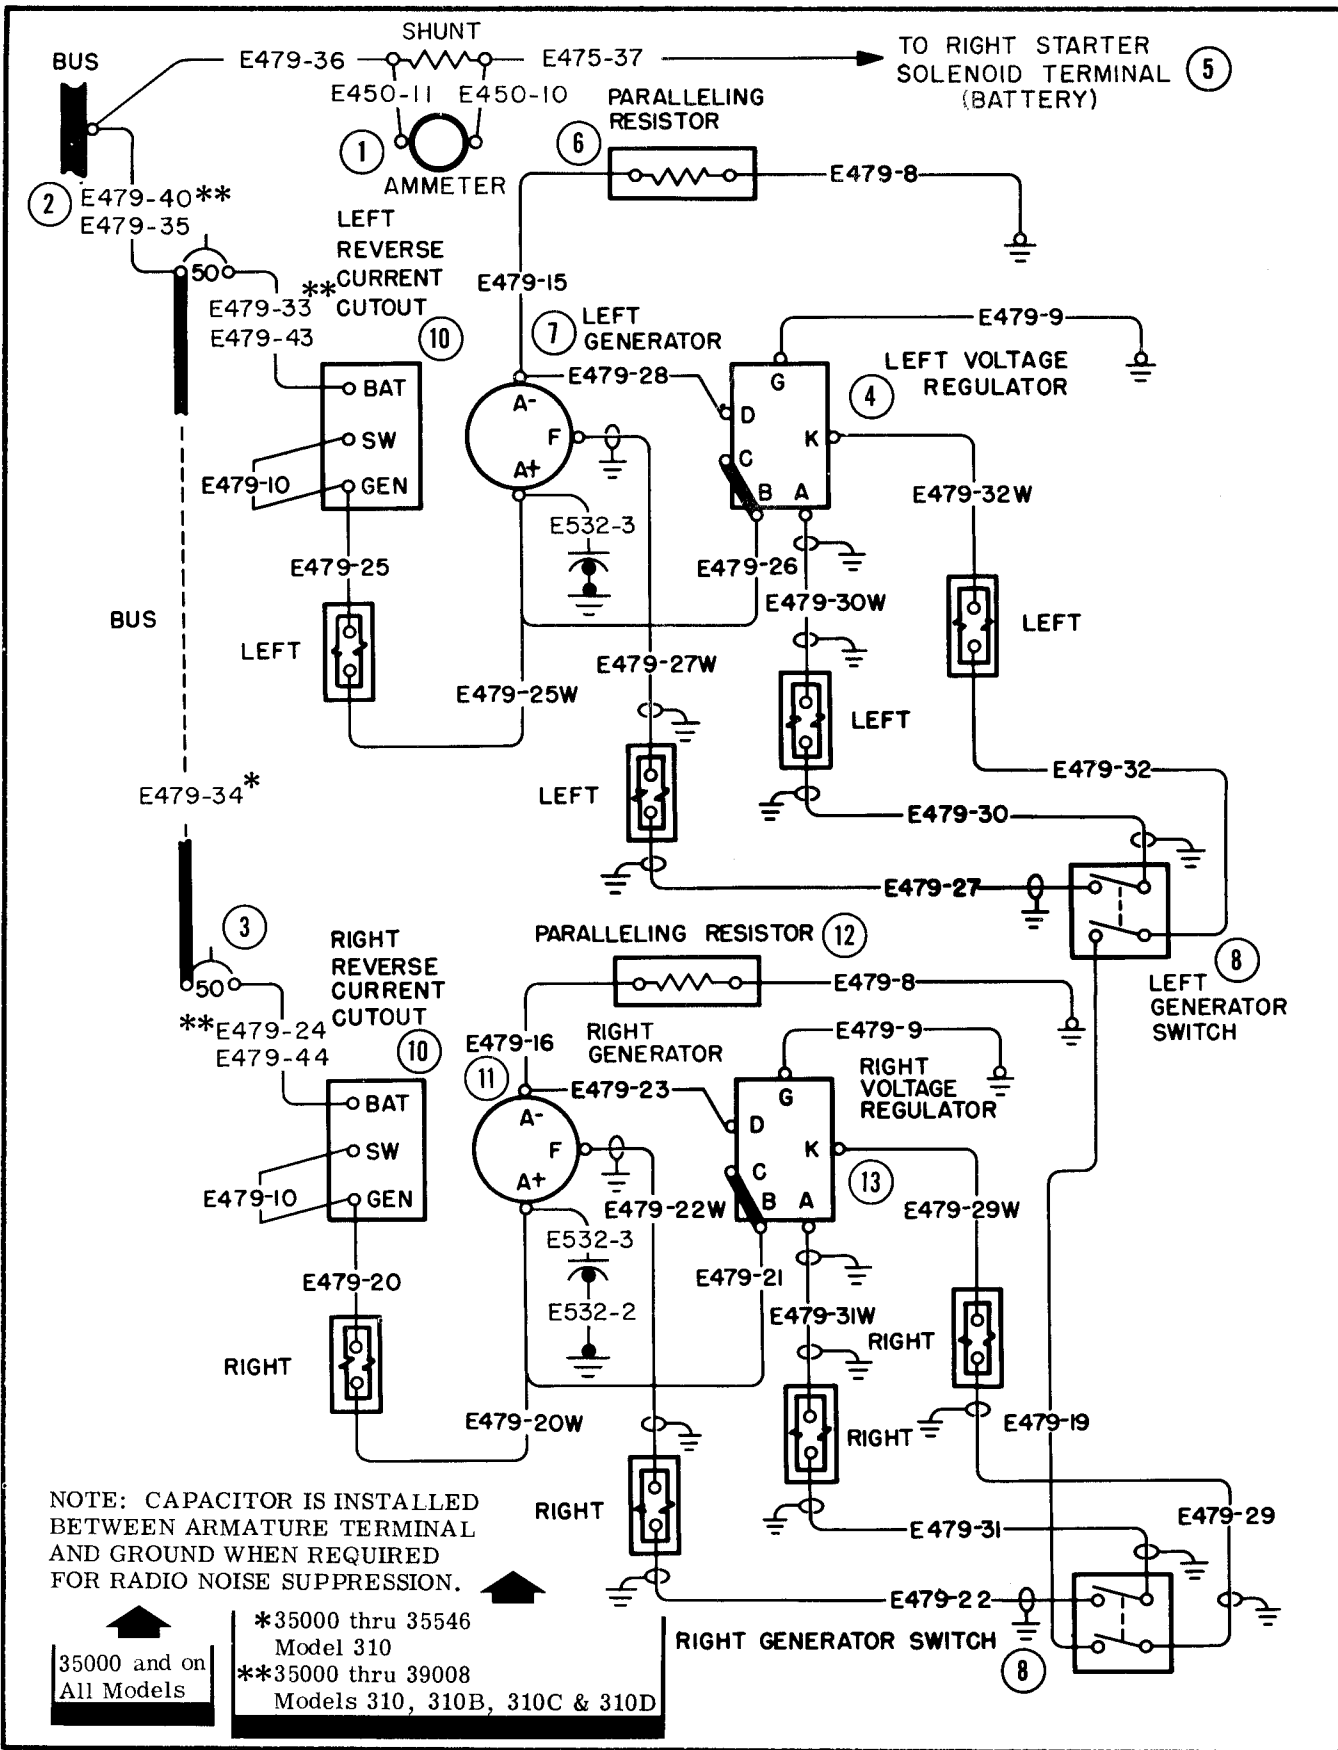 SHUNT
BUS
E479-36
E475-37
TO RIGHT STARTER
SOLENOID TERMINAL
(BATTERY)
5
E450-11
E450-10
PARALLELING
RESISTOR
6
1
AMMETER
2
E479-40**
E479-35
E479-8
LEFT
REVERSE
CURRENT
CUTOUT
50
**
E479-33
E479-43
10
E479-15
7
LEFT
GENERATOR
E479-9
LEFT VOLTAGE
REGULATOR
4
E479-28
BAT
SW
GEN
E479-10
A-
F
A+
G
D
K
C
B
A
E479-32W
E532-3
E479-25
E479-26
E479-30W
BUS
LEFT
LEFT
E479-27W
E479-25W
LEFT
LEFT
E479-32
E479-34*
E479-30
E479-27
3
RIGHT
REVERSE
CURRENT
CUTOUT
PARALLELING RESISTOR
12
8
LEFT
GENERATOR
SWITCH
50
E479-8
**E479-24
E479-44
10
E479-16
11
RIGHT
GENERATOR
E479-9
RIGHT
VOLTAGE
REGULATOR
E479-23
BAT
SW
GEN
E479-10
A-
F
A+
G
D
K
C
B
A
13
E479-22W
E479-29W
E532-3
E479-21
E479-20
E532-2
E479-31W
RIGHT
RIGHT
E479-20W
RIGHT
E479-19
NOTE: CAPACITOR IS INSTALLED
BETWEEN ARMATURE TERMINAL
AND GROUND WHEN REQUIRED
FOR RADIO NOISE SUPPRESSION.
RIGHT
E479-31
E479-29
E479-22
*35000 thru 35546
Model 310
**35000 thru 39008
Models 310, 310B, 310C & 310D
35000 and on
All Models
RIGHT GENERATOR SWITCH
8